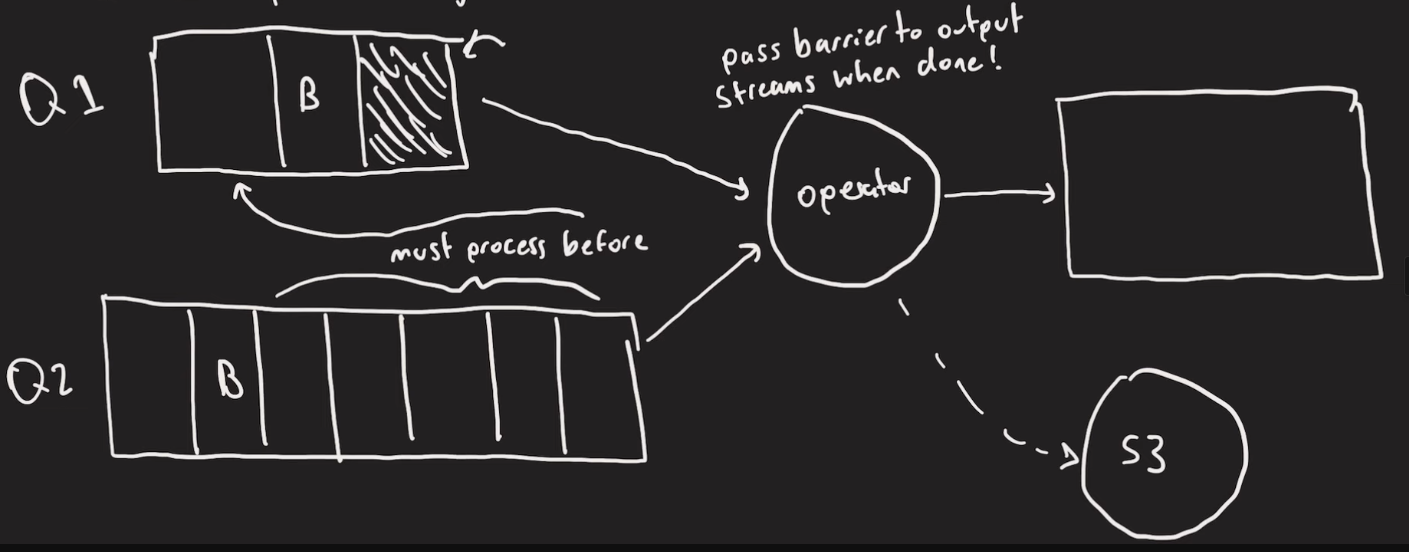 pass barrier to output
streams when done!
Q1
B
operator
must process before
Q2
B
S3